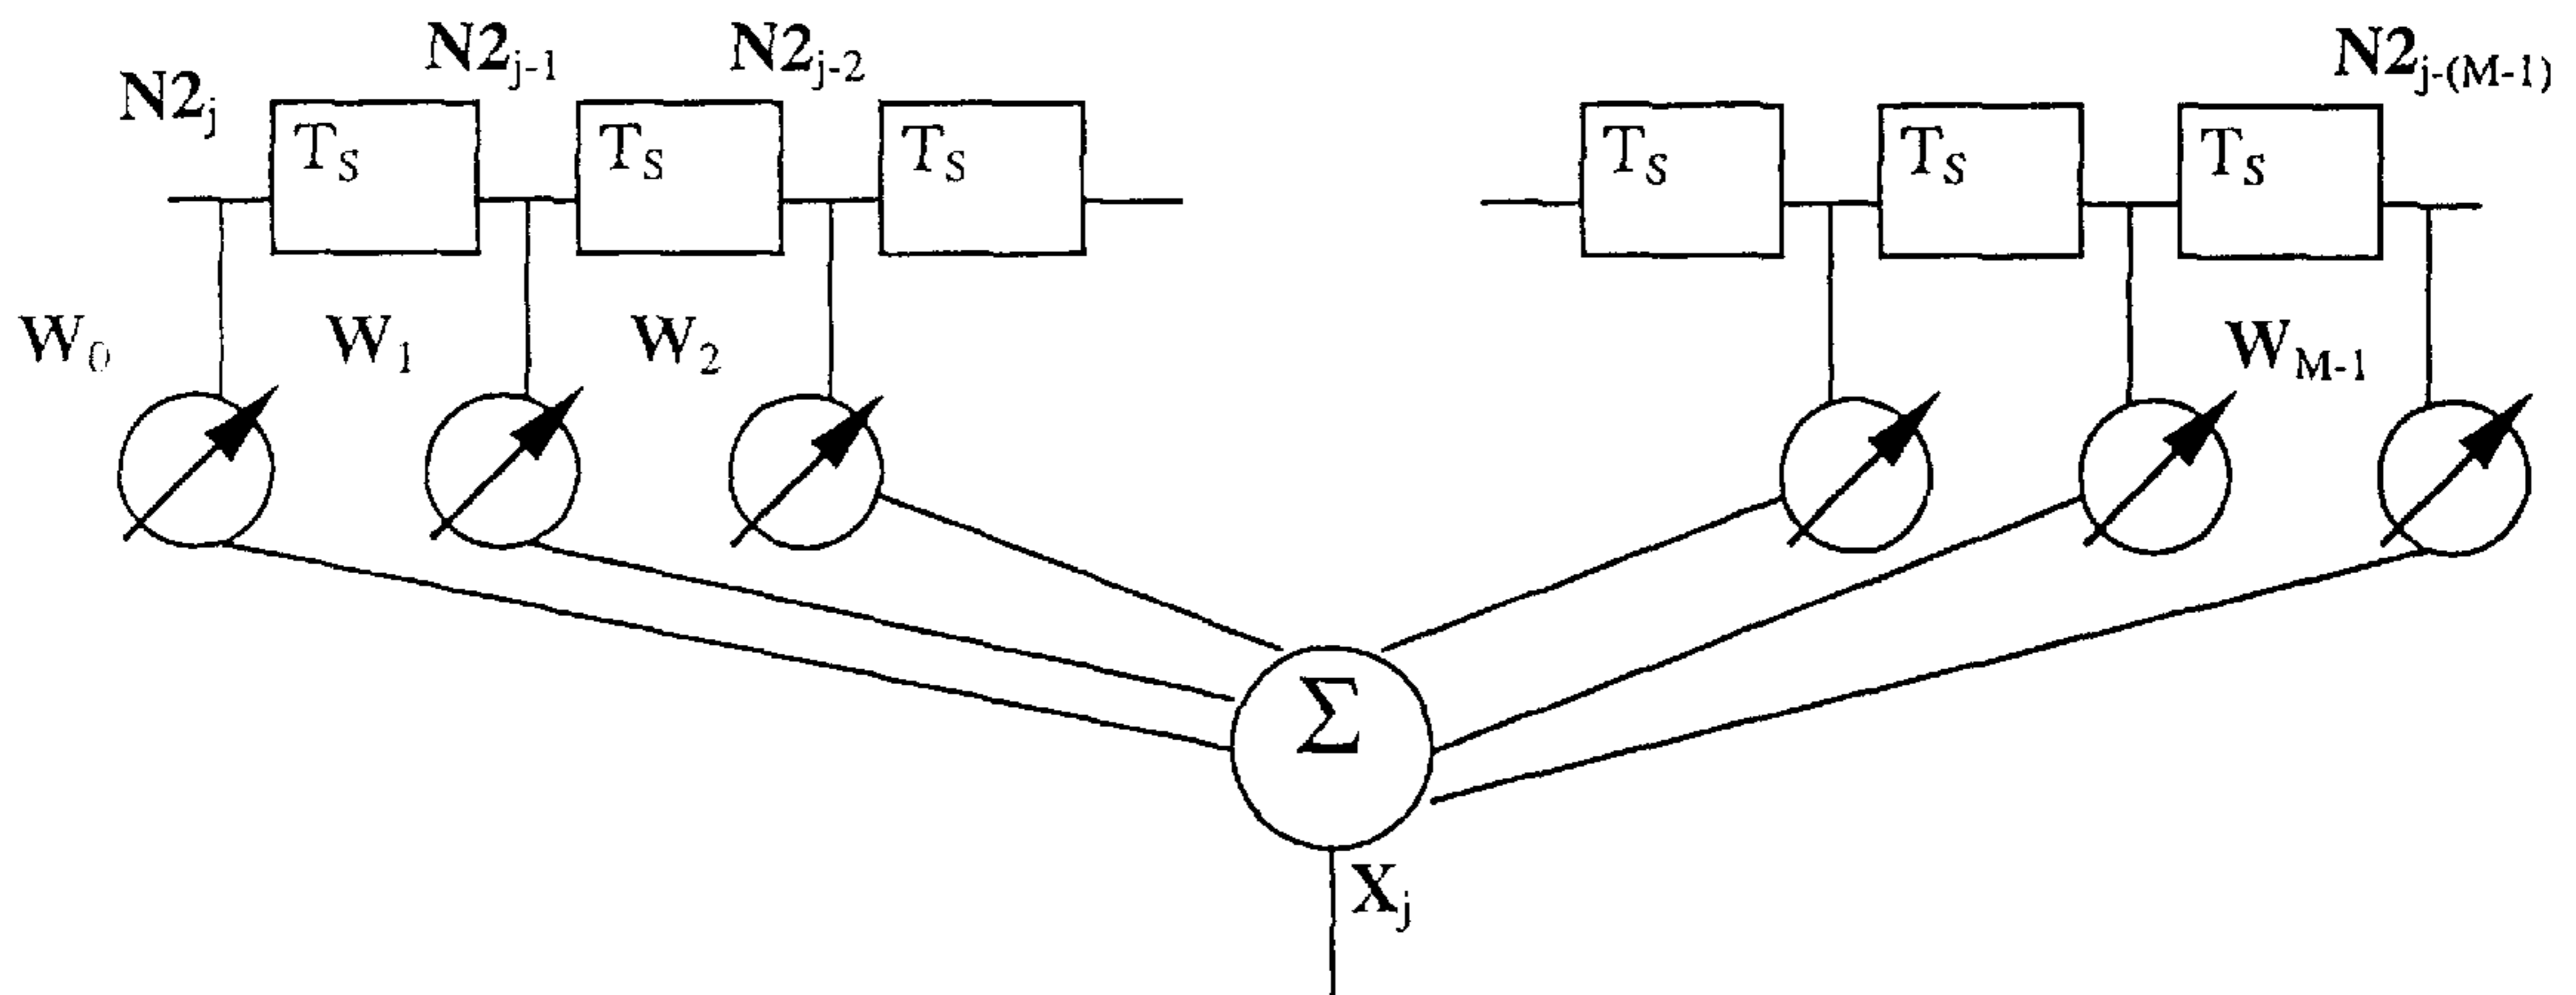 N2j N2j-1 N2j-2 N2j-(M-1)
TS TS TS TS TS TS
W0 W1 W2 WM-1
Σ
Xj